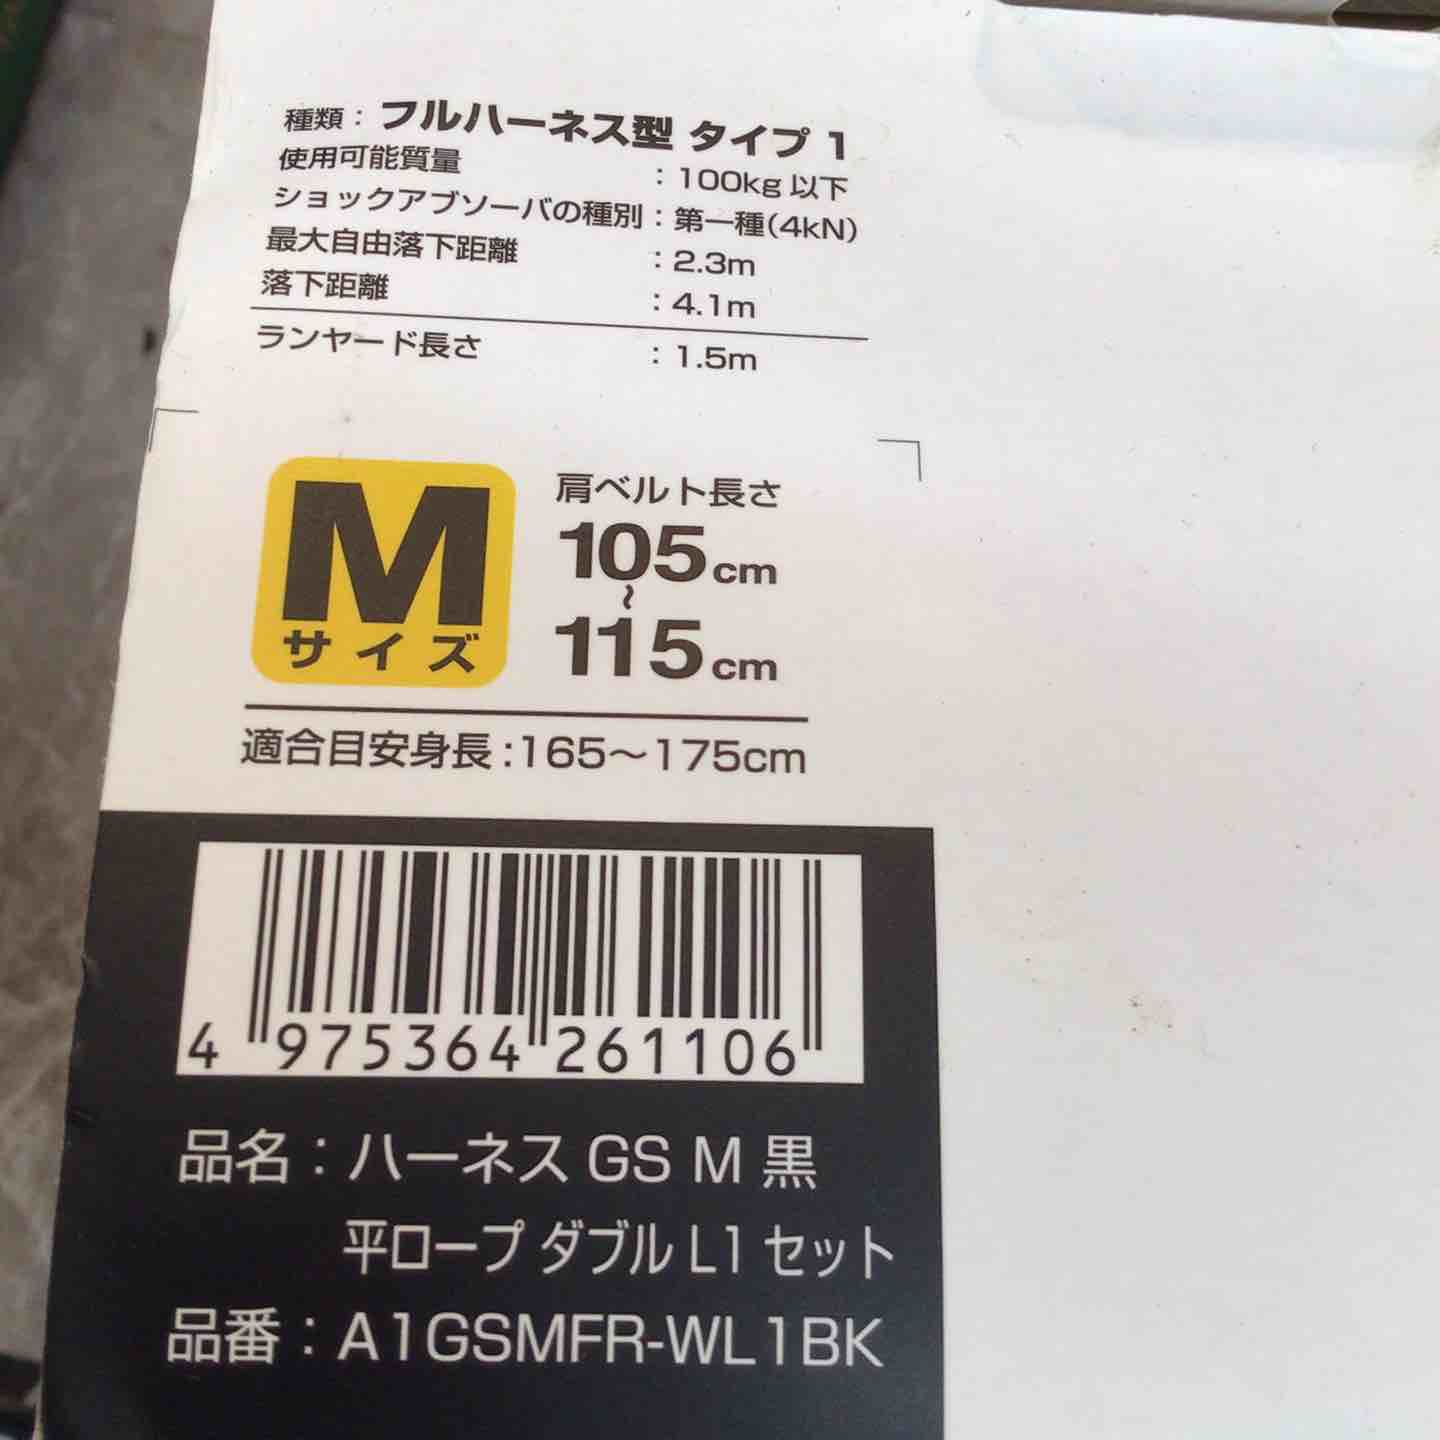 種類：フルハーネス型 タイプ 1
使用可能質量：100kg 以下
ショックアブソーバの種別：第一種(4kN)
最大自由落下距離：2.3m
落下距離：4.1m
ランヤード長さ：1.5m
M
サイズ
肩ベルト長さ
105cm
～
115cm
適合目安身長:165～175cm
4 975364 261106
品名：ハーネス GS M 黒
平ロープ ダブル L1 セット
品番：A1GSMFR-WL1BK